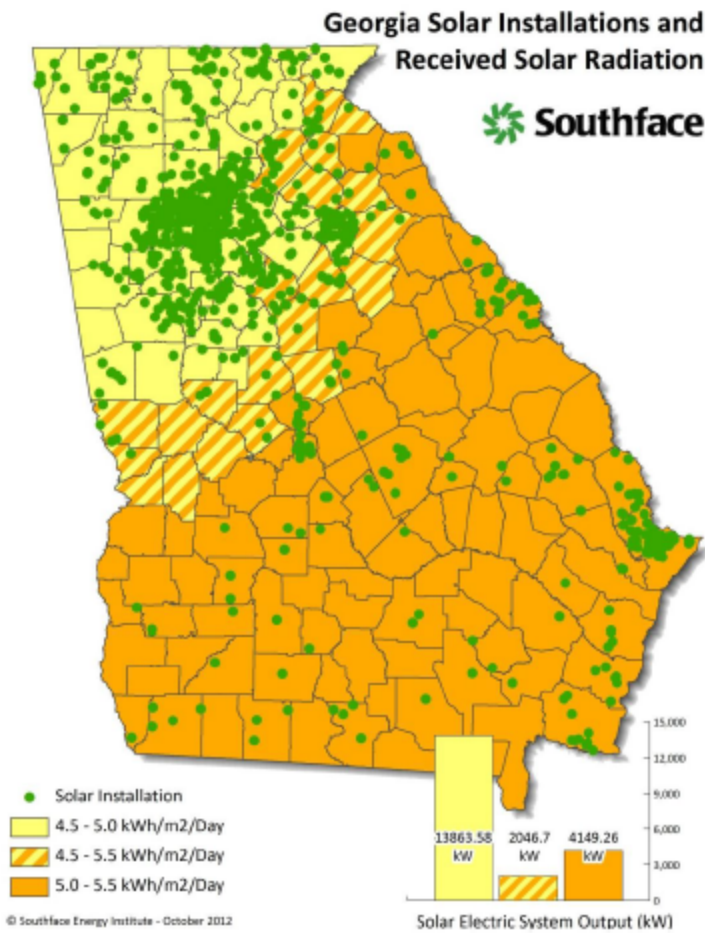 Georgia Solar Installations and
Received Solar Radiation
Southface
Solar Installation
4.5 - 5.0 kWh/m2/Day
4.5 - 5.5 kWh/m2/Day
5.0 - 5.5 kWh/m2/Day
© Southface Energy Institute - October 2012
15,000
12,000
9,000
6,000
3,000
0
13863.58
kW
2046.7
kW
4149.26
kW
Solar Electric System Output (kW)